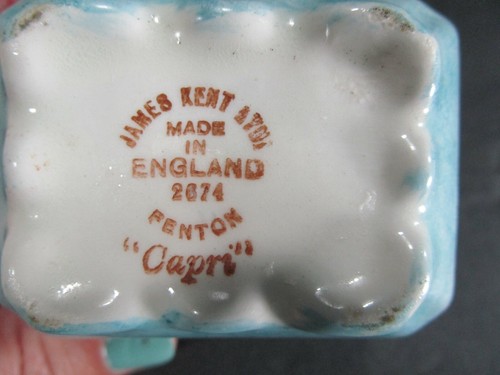 JAMES KENT LTD
MADE
IN
ENGLAND
2674
FENTON
"Capri"